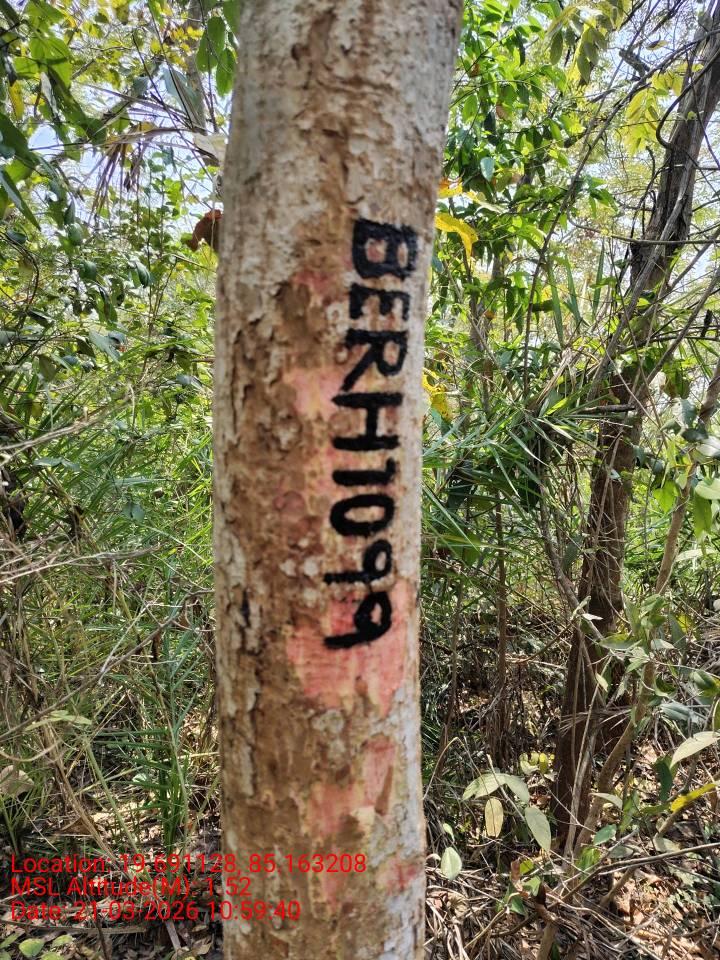 BERH1099
Location: 19.691128, 85.163208
MSL Altitude(M): 1.52
Date: 21-03-2026 10:59:40